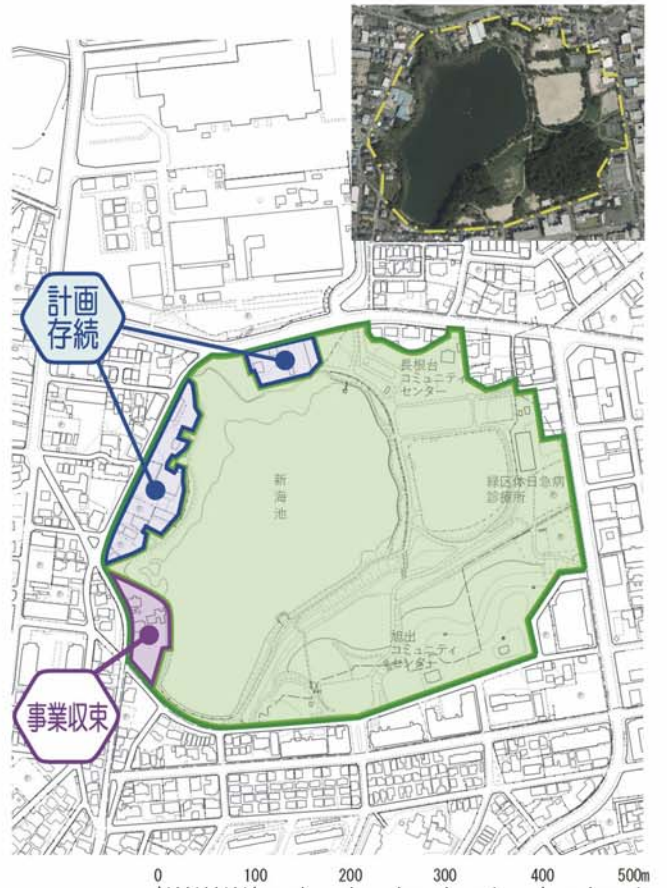 計画
存続
長根台
コミュニティ
センター
新海池
緑区休日急病
診療所
旭出
コミュニティ
センター
事業収束
0 100 200 300 400 500m